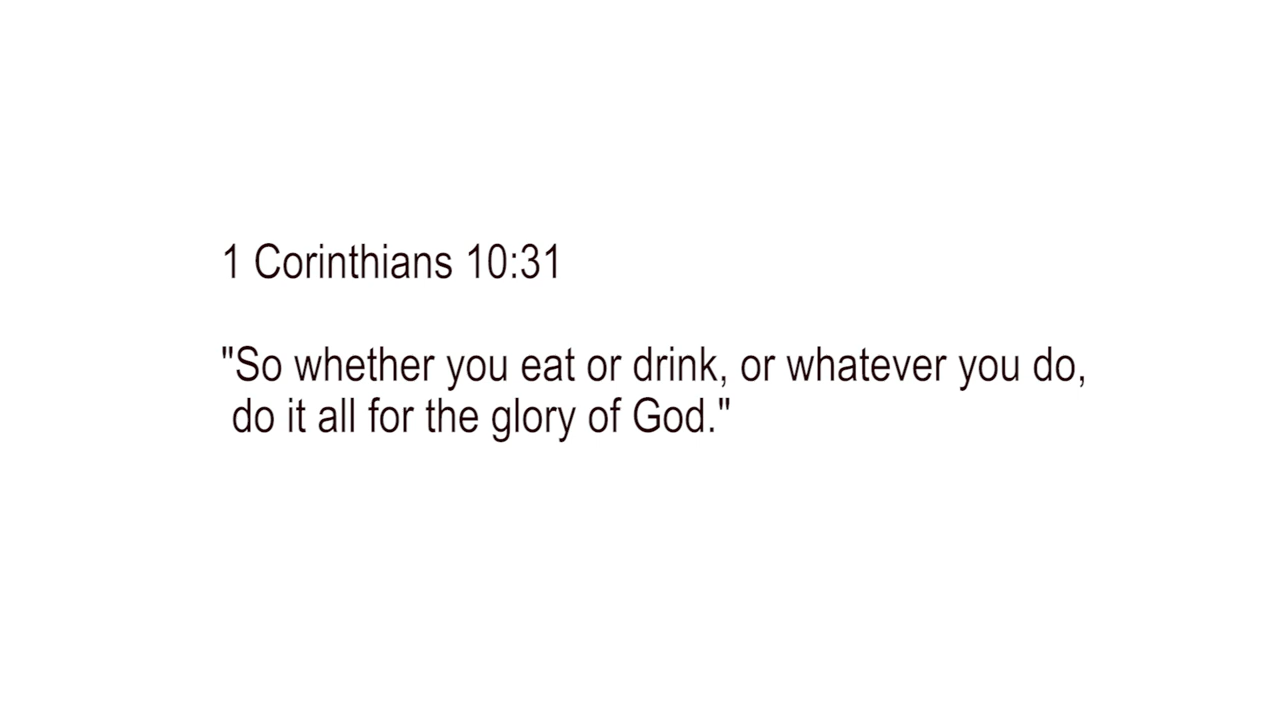 1 Corinthians 10:31
"So whether you eat or drink, or whatever you do,
do it all for the glory of God."